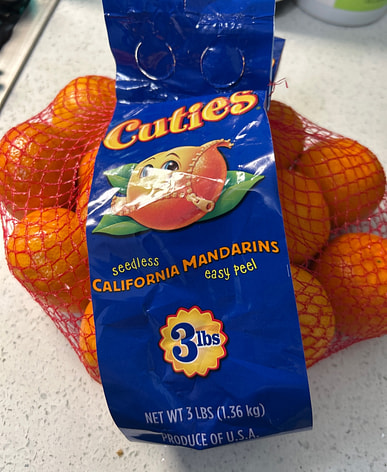 Cuties
seedless
CALIFORNIA MANDARINS
easy peel
3lbs
NET WT 3 LBS (1.36 kg)
PRODUCE OF U.S.A.